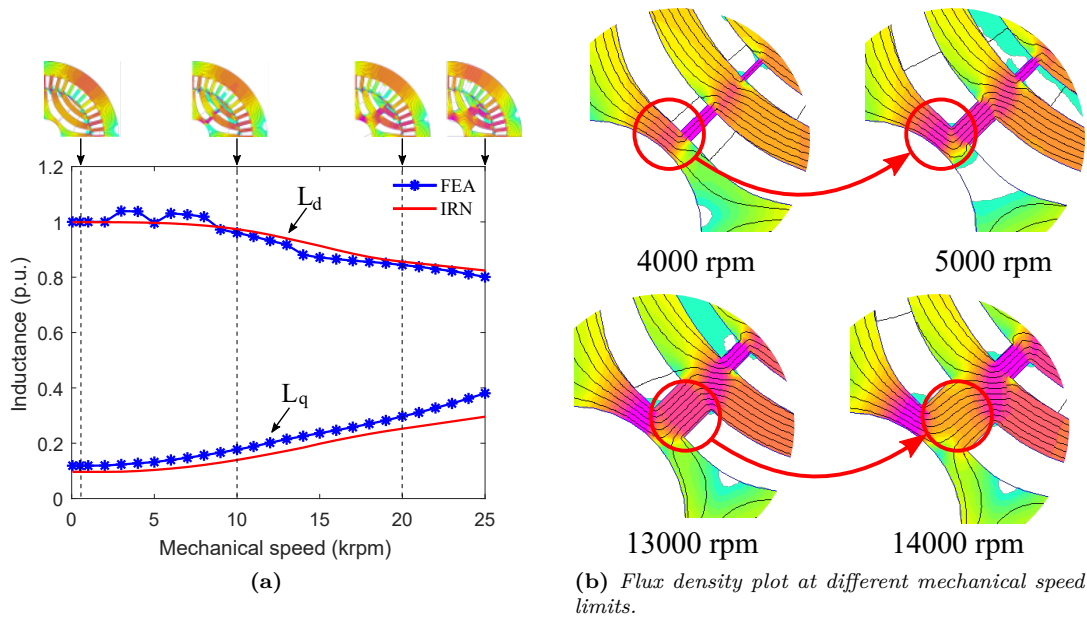 1.2
1
0.8
0.6
0.4
0.2
0
Inductance (p.u.)
L_d
L_q
FEA
IRN
0 5 10 15 20 25
Mechanical speed (krpm)
(a)
4000 rpm
5000 rpm
13000 rpm
14000 rpm
(b) Flux density plot at different mechanical speed
limits.